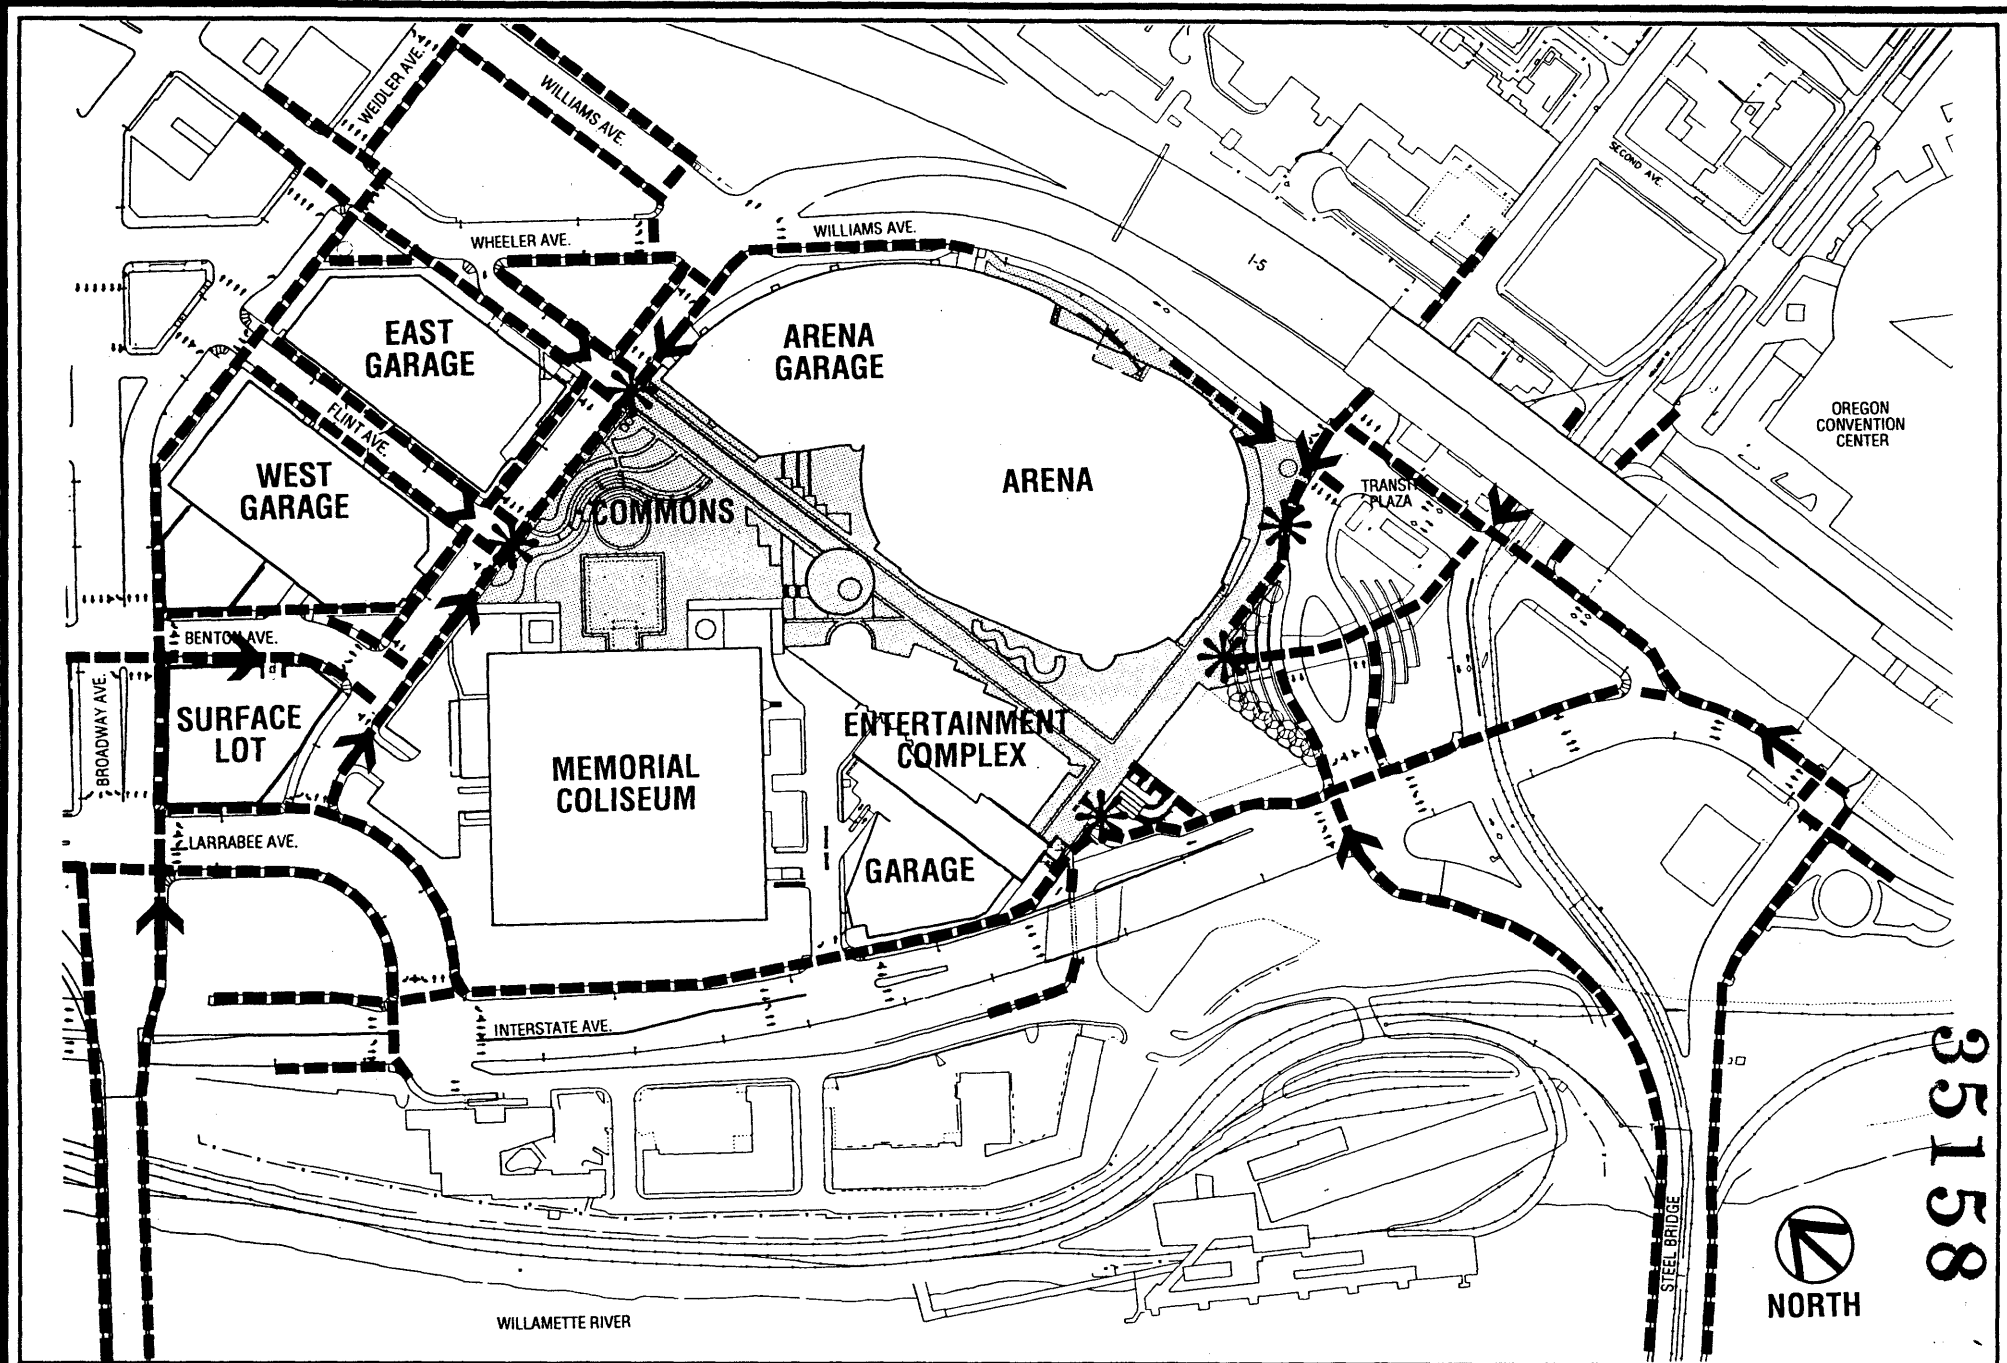 WEIDLER AVE.
WILLIAMS AVE.
SECOND AVE.
WHEELER AVE.
WILLIAMS AVE.
I-5
EAST
GARAGE
ARENA
GARAGE
FLINT AVE.
OREGON
CONVENTION
CENTER
WEST
GARAGE
ARENA
TRANSIT
PLAZA
COMMONS
BENTON AVE.
BROADWAY AVE.
SURFACE
LOT
ENTERTAINMENT
COMPLEX
MEMORIAL
COLISEUM
LARRABEE AVE.
GARAGE
INTERSTATE AVE.
35158
STEEL BRIDGE
NORTH
WILLAMETTE RIVER